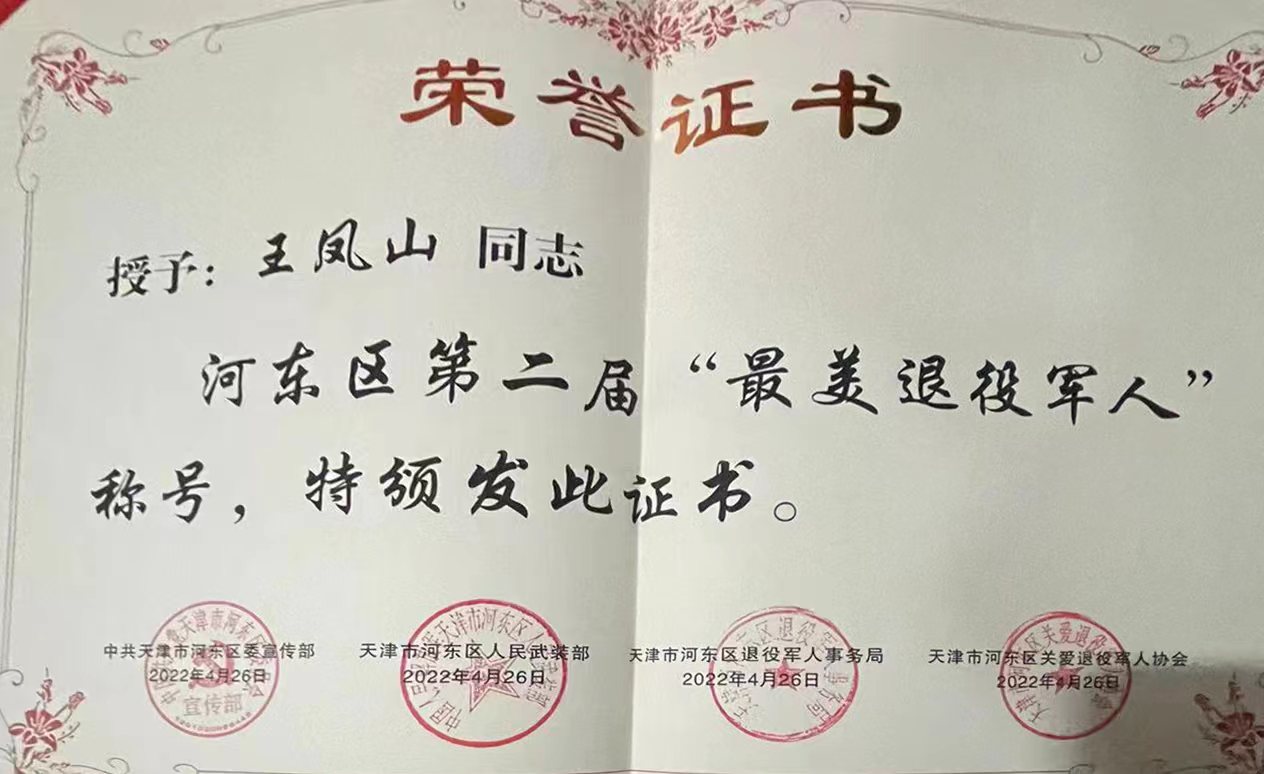 荣誉证书
授予：王凤山 同志
河东区第二届“最美退役军人”
称号，特颁发此证书。
中共天津市河东区委宣传部
2022年4月26日
天津市河东区人民武装部
2022年4月26日
天津市河东区退役军人事务局
2022年4月26日
天津市河东区关爱退役军人协会
2022年4月26日
宣传部